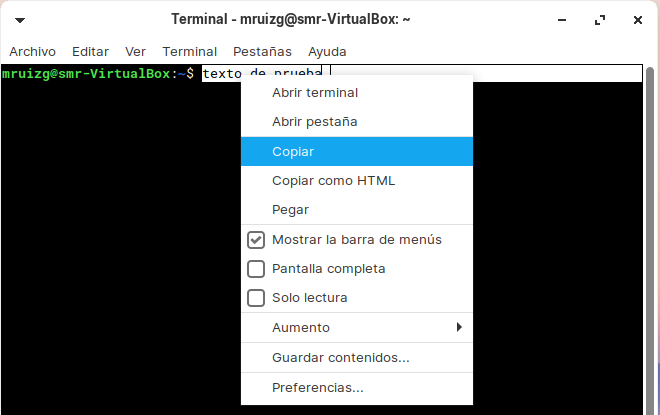 Terminal - mruizg@smr-VirtualBox: ~
Archivo Editar Ver Terminal Pestañas Ayuda
mruizg@smr-VirtualBox:~$ texto de prueba
Abrir terminal
Abrir pestaña
Copiar
Copiar como HTML
Pegar
Mostrar la barra de menús
Pantalla completa
Solo lectura
Aumento
Guardar contenidos...
Preferencias...